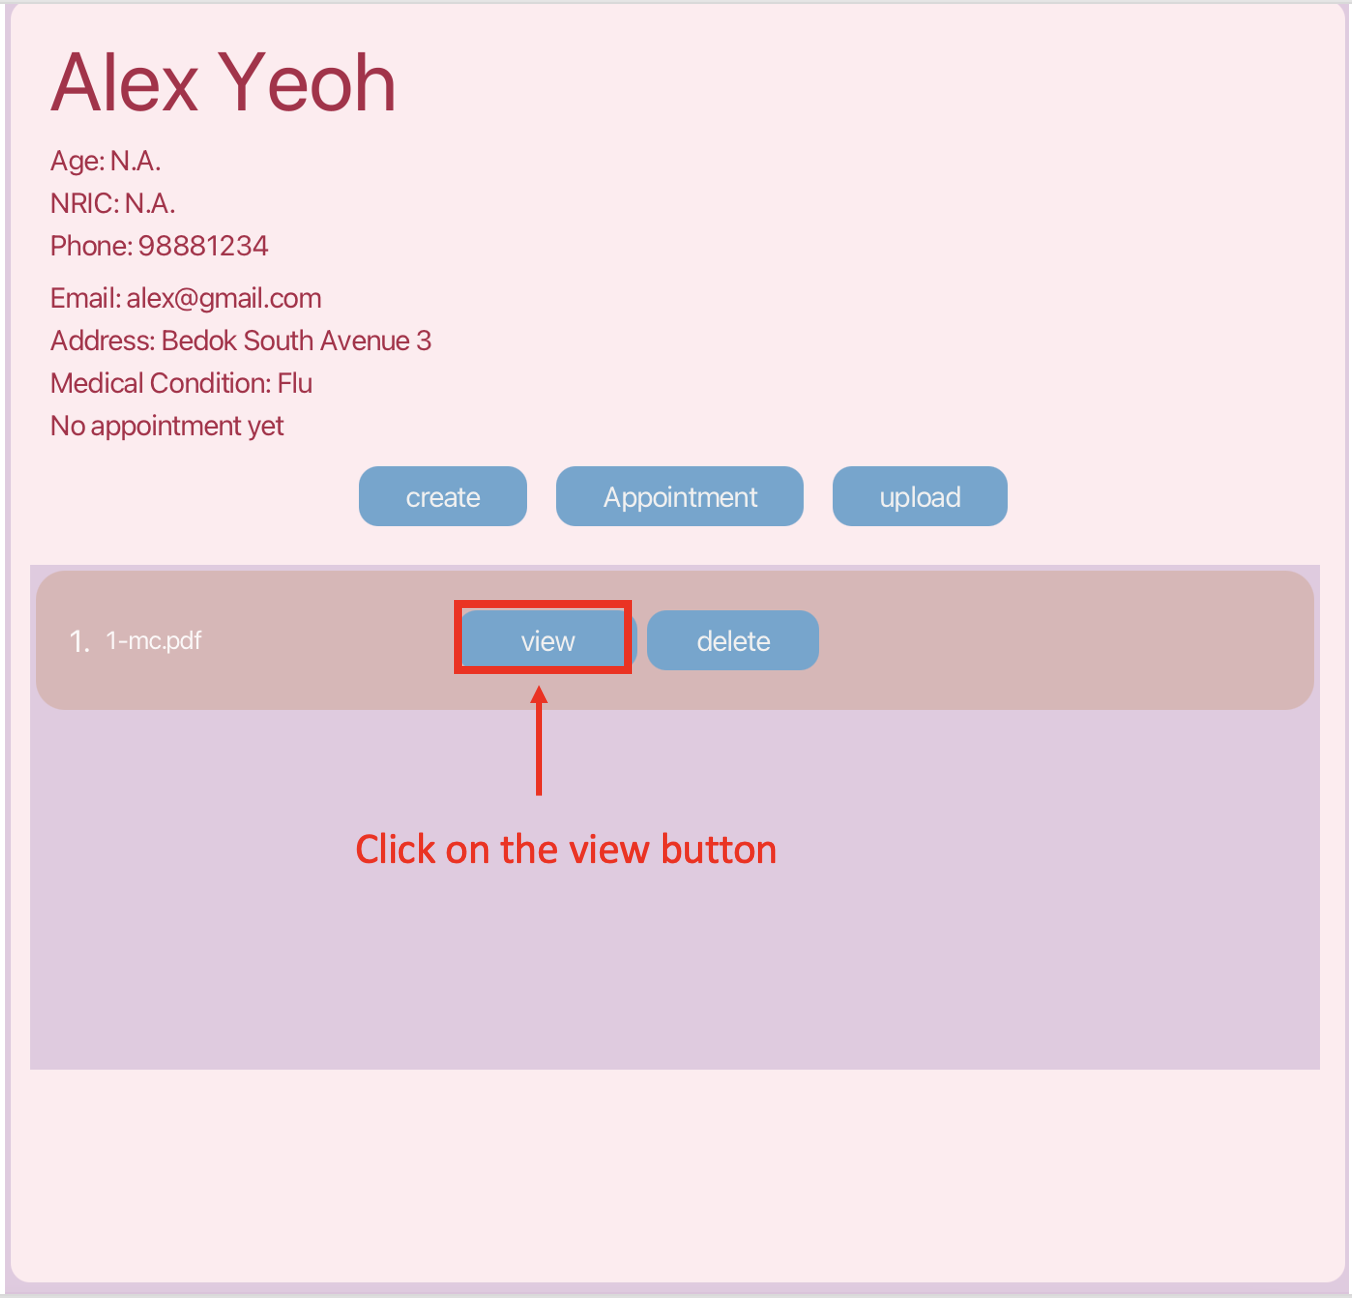 Alex Yeoh
Age: N.A.
NRIC: N.A.
Phone: 98881234
Email: alex@gmail.com
Address: Bedok South Avenue 3
Medical Condition: Flu
No appointment yet
create Appointment upload
1. 1-mc.pdf view delete
Click on the view button